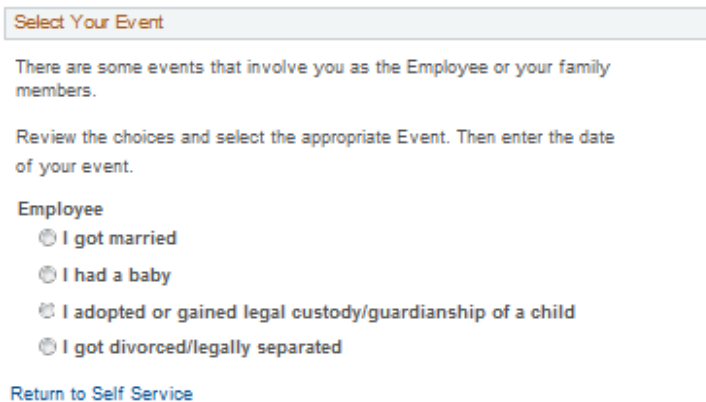 Select Your Event
There are some events that involve you as the Employee or your family
members.
Review the choices and select the appropriate Event. Then enter the date
of your event.
Employee
I got married
I had a baby
I adopted or gained legal custody/guardianship of a child
I got divorced/legally separated
Return to Self Service